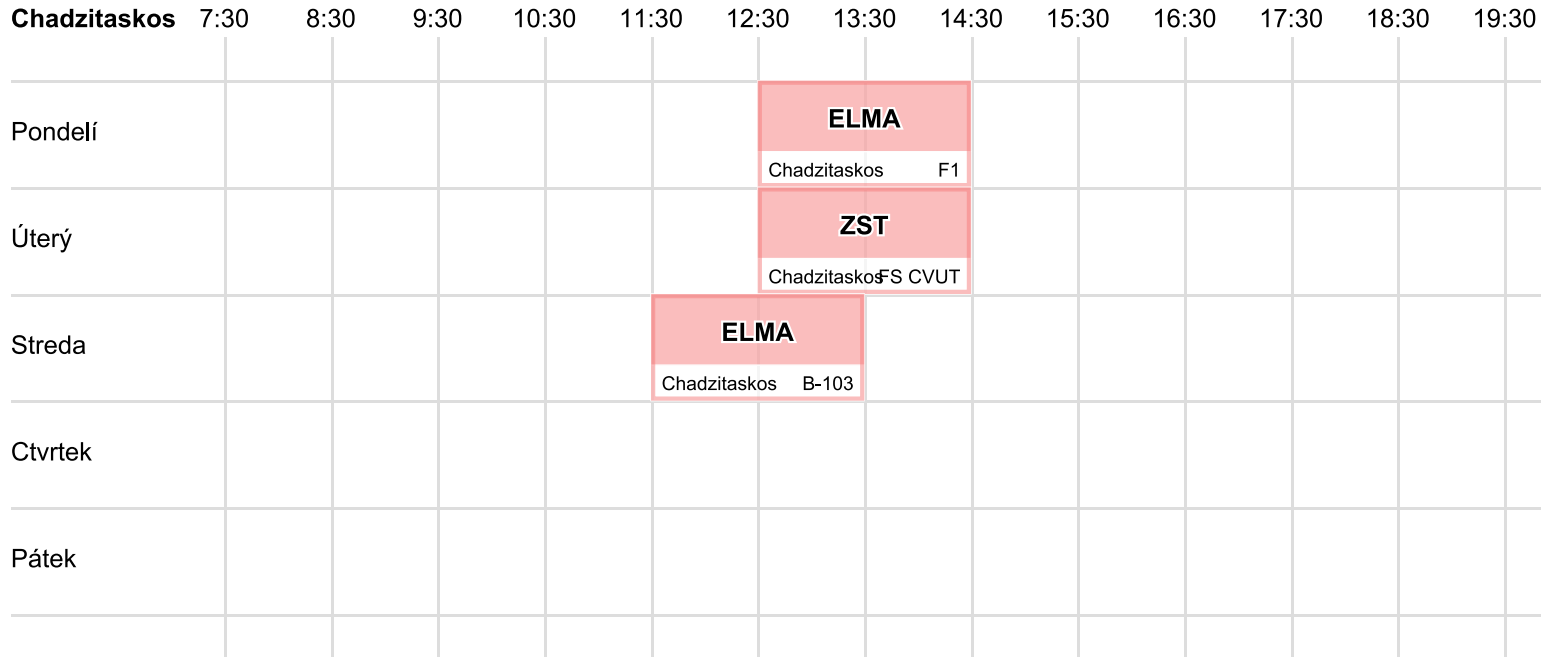 Chadzitaskos 7:30 8:30 9:30 10:30 11:30 12:30 13:30 14:30 15:30 16:30 17:30 18:30 19:30
Pondelí
ELMA
Chadzitaskos F1
Úterý
ZST
Chadzitaskos FS CVUT
Streda
ELMA
Chadzitaskos B-103
Ctvrtek
Pátek